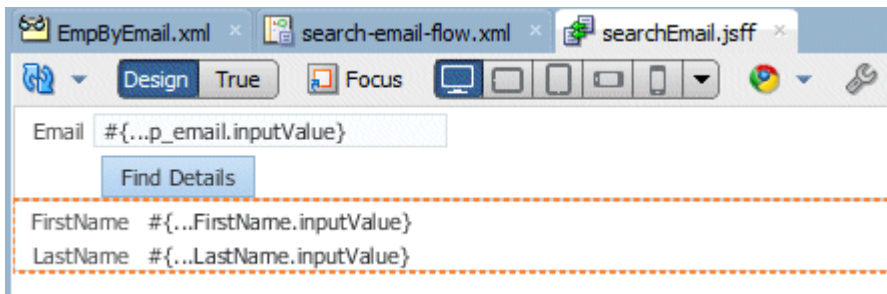 EmpByEmail.xml search-email-flow.xml searchEmail.jsff
Design True Focus
Email #{...p_email.inputValue}
Find Details
FirstName #{...FirstName.inputValue}
LastName #{...LastName.inputValue}